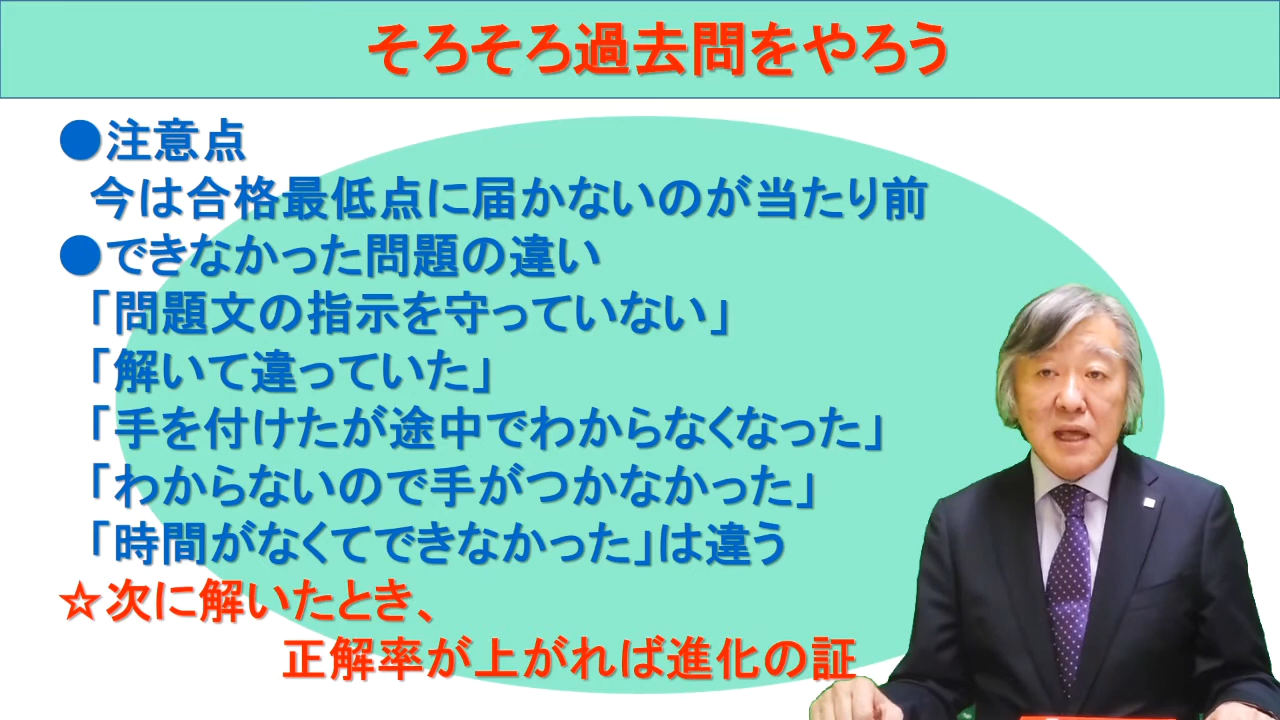 そろそろ過去問をやろう
●注意点
今は合格最低点に届かないのが当たり前
●できなかった問題の違い
「問題文の指示を守っていない」
「解いて違っていた」
「手を付けたが途中でわからなくなった」
「わからないので手がつかなかった」
「時間がなくてできなかった」は違う
☆次に解いたとき、
正解率が上がれば進化の証